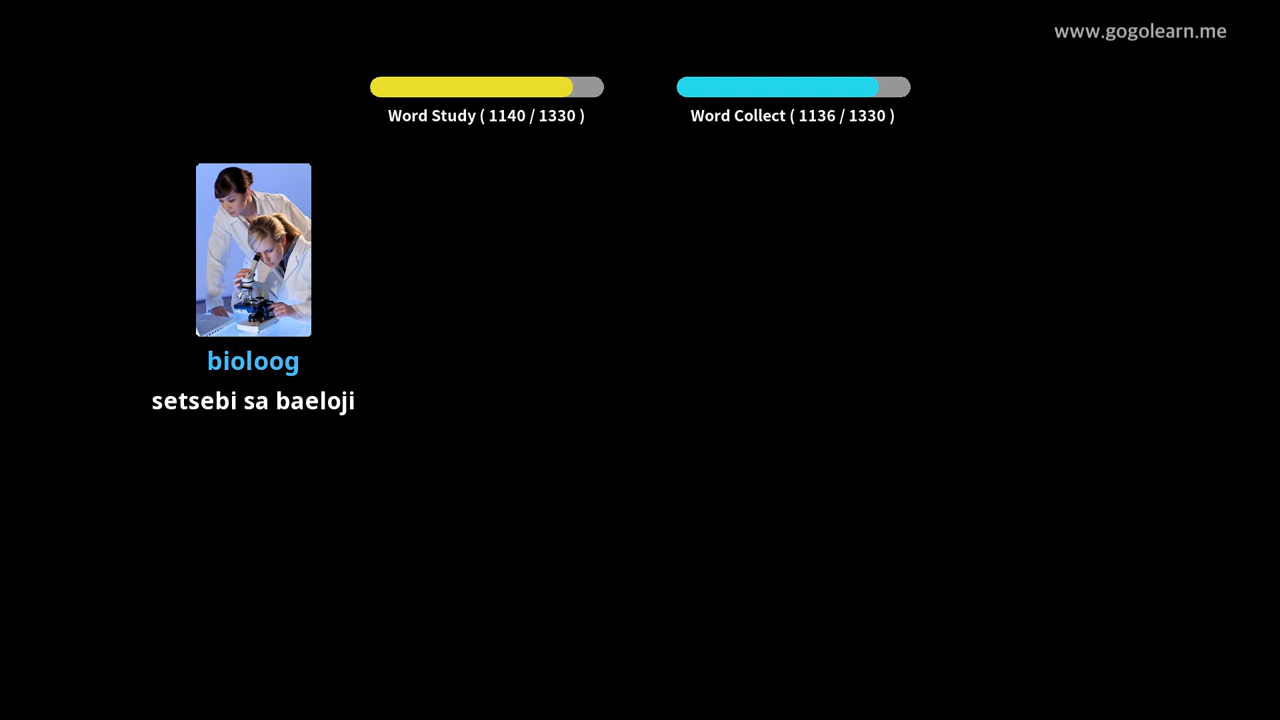 www.gogolearn.me
Word Study ( 1140 / 1330 )
Word Collect ( 1136 / 1330 )
bioloog
setsebi sa baeloji